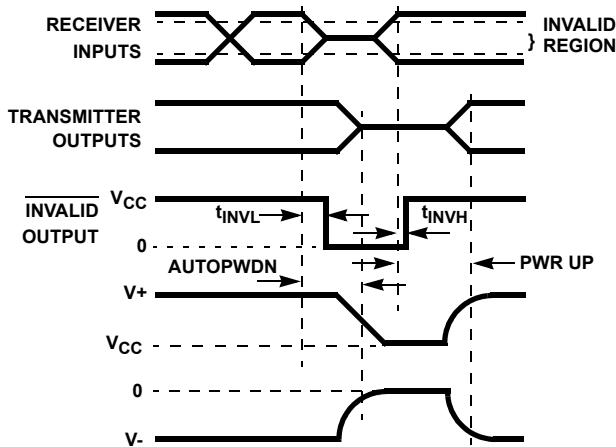 RECEIVER
INPUTS
} INVALID
REGION
TRANSMITTER
OUTPUTS
INVALID
OUTPUT
VCC
0
tINVL
tINVH
AUTOPWDN
PWR UP
V+
VCC
0
V-